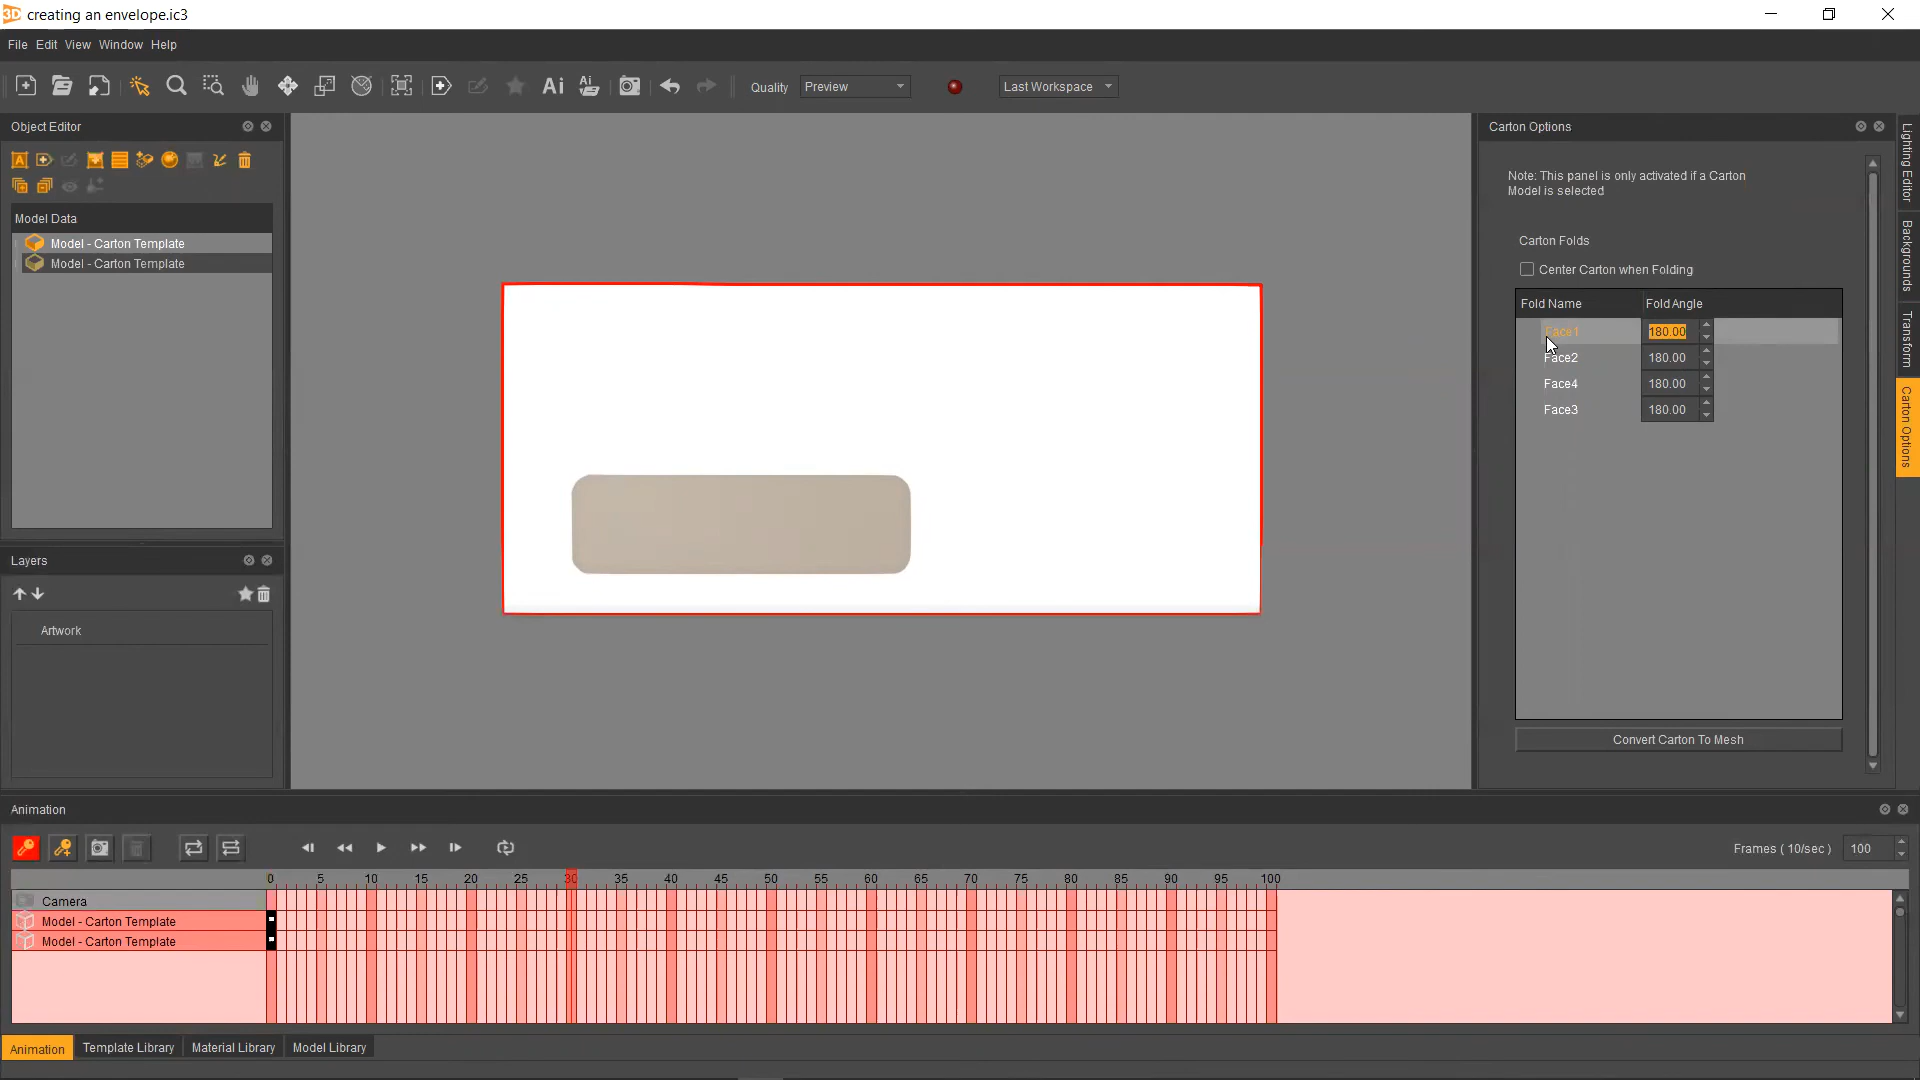 3D creating an envelope.ic3
File Edit View Window Help
Ai Ai Quality Preview Last Workspace
Object Editor
A
Model Data
Model - Carton Template
Model - Carton Template
Layers
Artwork
Carton Options
Note: This panel is only activated if a Carton
Model is selected
Carton Folds
Center Carton when Folding
Fold Name Fold Angle
Face1 180.00
Face2 180.00
Face4 180.00
Face3 180.00
Convert Carton To Mesh
Lighting Editor
Backgrounds
Transform
Carton Options
Animation
Frames ( 10/sec ) 100
0 5 10 15 20 25 30 35 40 45 50 55 60 65 70 75 80 85 90 95 100
Camera
Model - Carton Template
Model - Carton Template
Animation Template Library Material Library Model Library